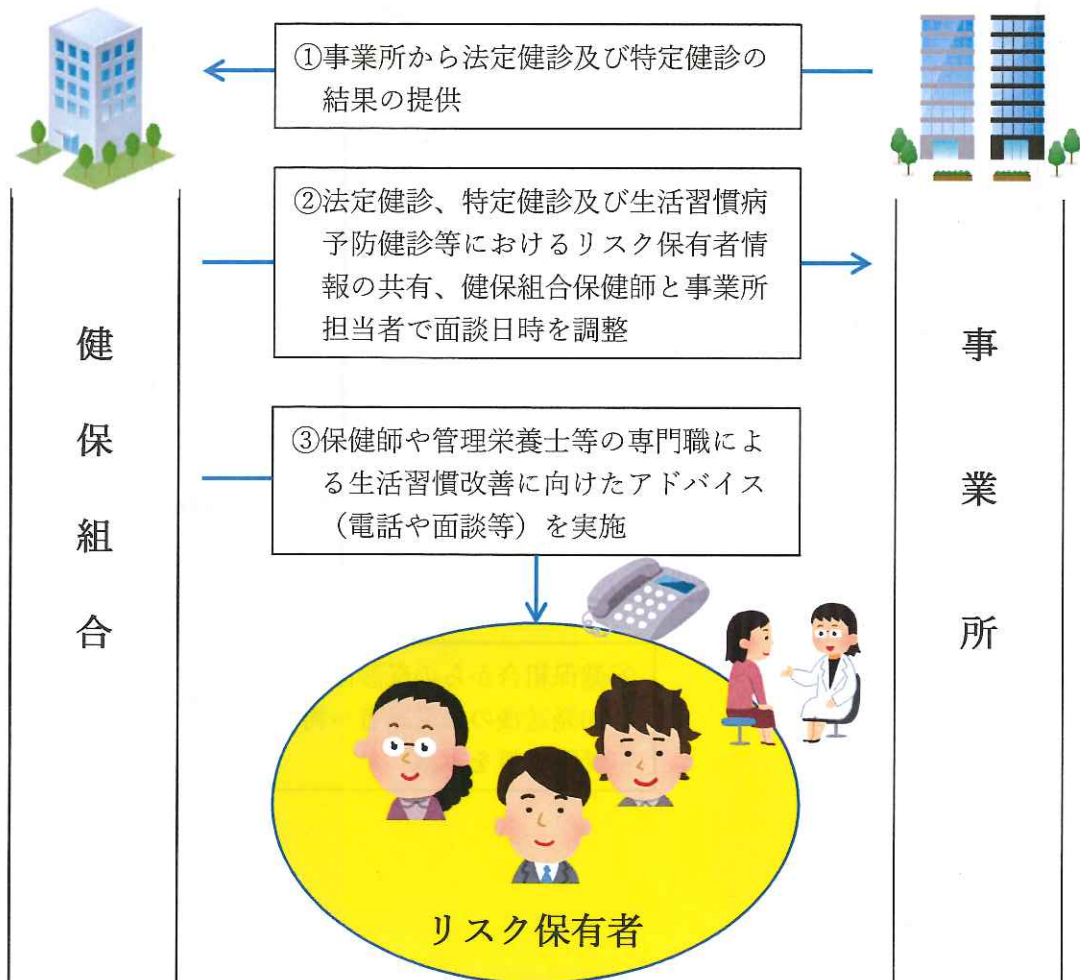 ①事業所から法定健診及び特定健診の
結果の提供
②法定健診、特定健診及び生活習慣病
予防健診等におけるリスク保有者情
報の共有、健保組合保健師と事業所
担当者で面談日時を調整
③保健師や管理栄養士等の専門職によ
る生活習慣改善に向けたアドバイス
（電話や面談等）を実施
健保組合
事業所
リスク保有者